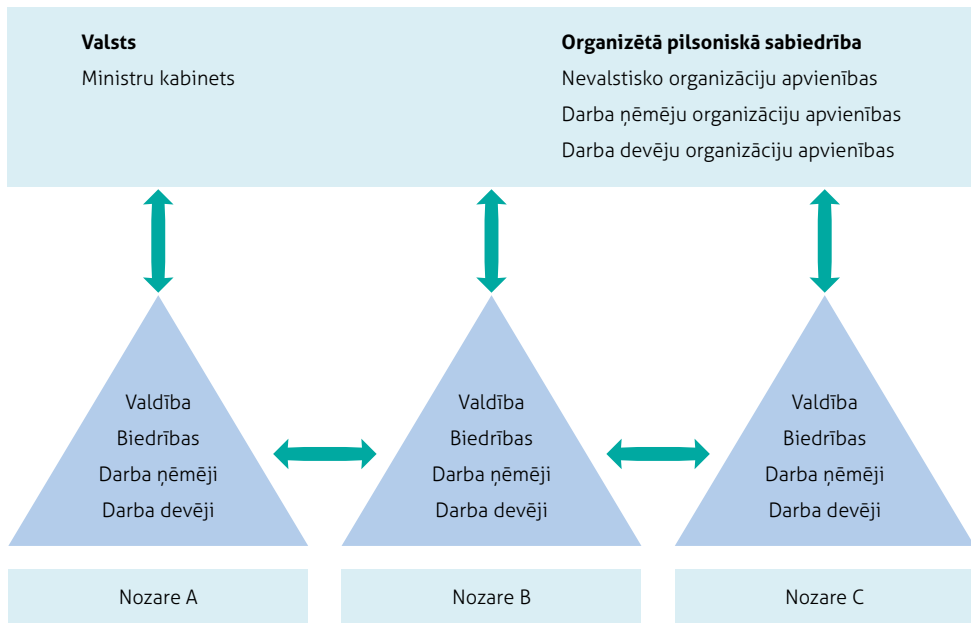 Valsts
Ministru kabinets
Organizētā pilsoniskā sabiedrība
Nevalstisko organizāciju apvienības
Darba ņēmēju organizāciju apvienības
Darba devēju organizāciju apvienības
Valdība
Biedrības
Darba ņēmēji
Darba devēji
Valdība
Biedrības
Darba ņēmēji
Darba devēji
Valdība
Biedrības
Darba ņēmēji
Darba devēji
Nozare A
Nozare B
Nozare C